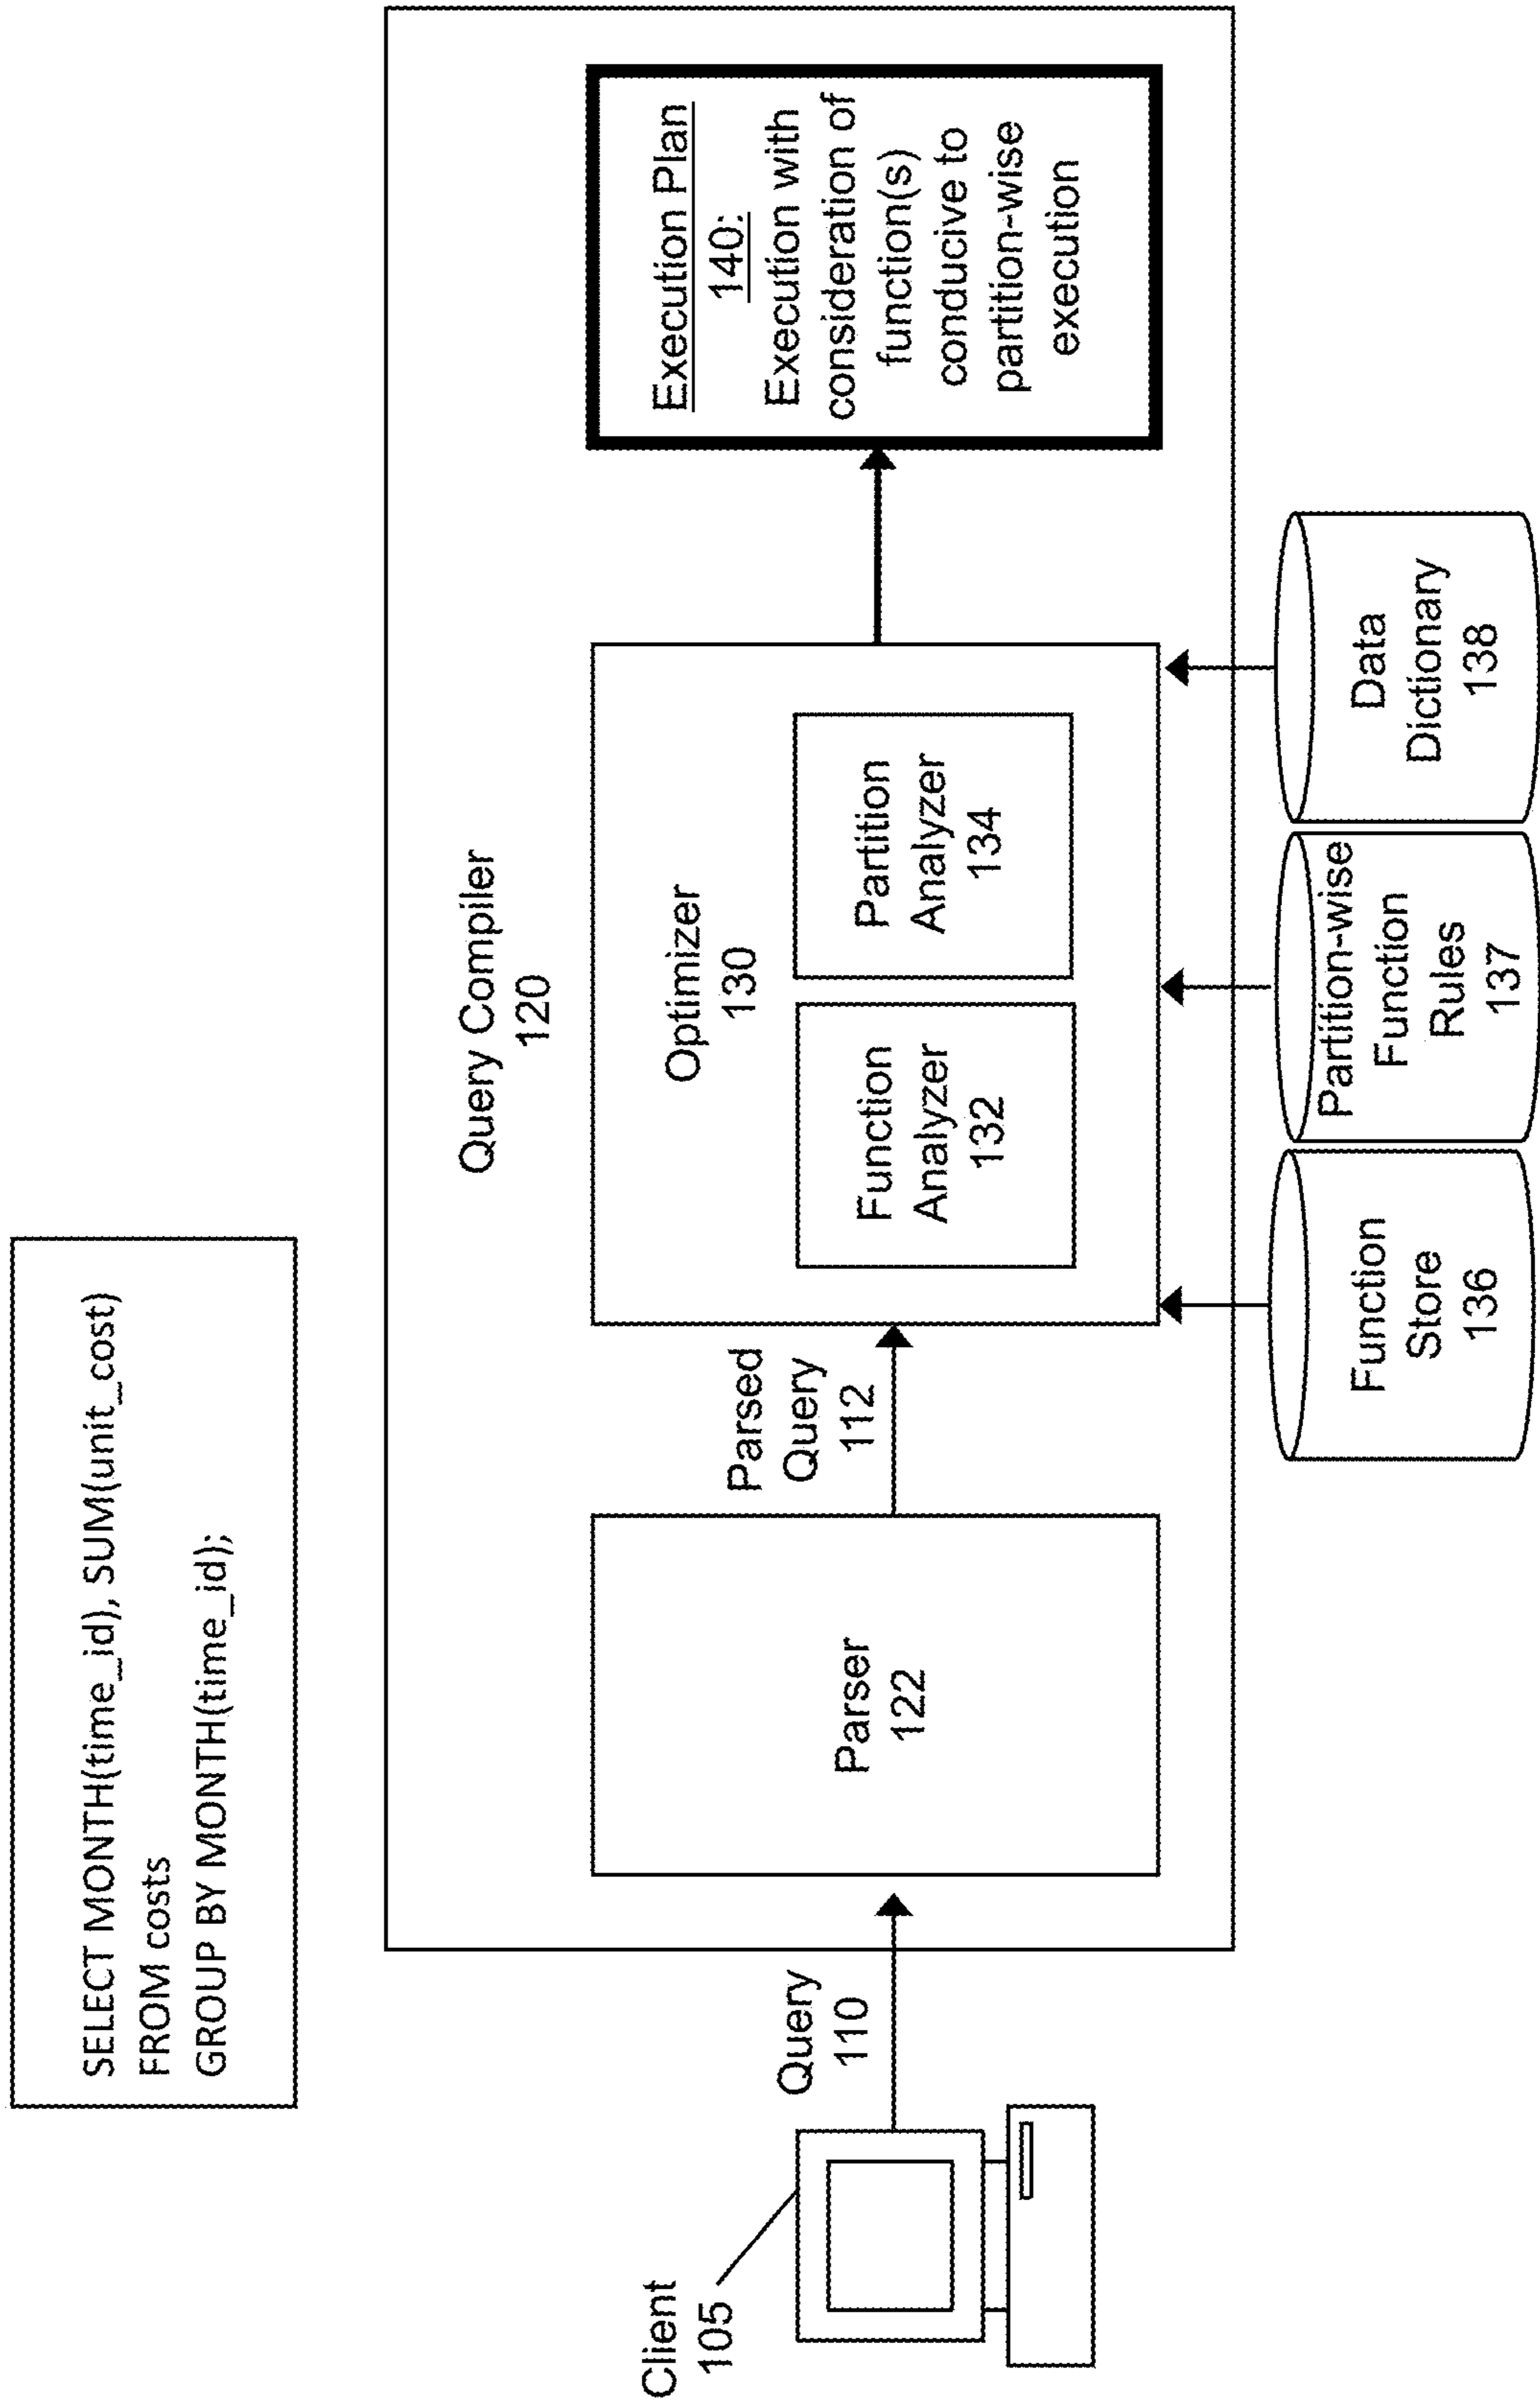 SELECT MONTH(time_id), SUM(unit_cost)
FROM costs
GROUP BY MONTH(time_id);
Query Compiler
120
Client
105
Query
110
Parser
122
Parsed
Query
112
Optimizer
130
Function
Analyzer
132
Partition
Analyzer
134
Execution Plan
140:
Execution with
consideration of
function(s)
conducive to
partition-wise
execution
Function
Store
136
Partition-wise
Function
Rules
137
Data
Dictionary
138